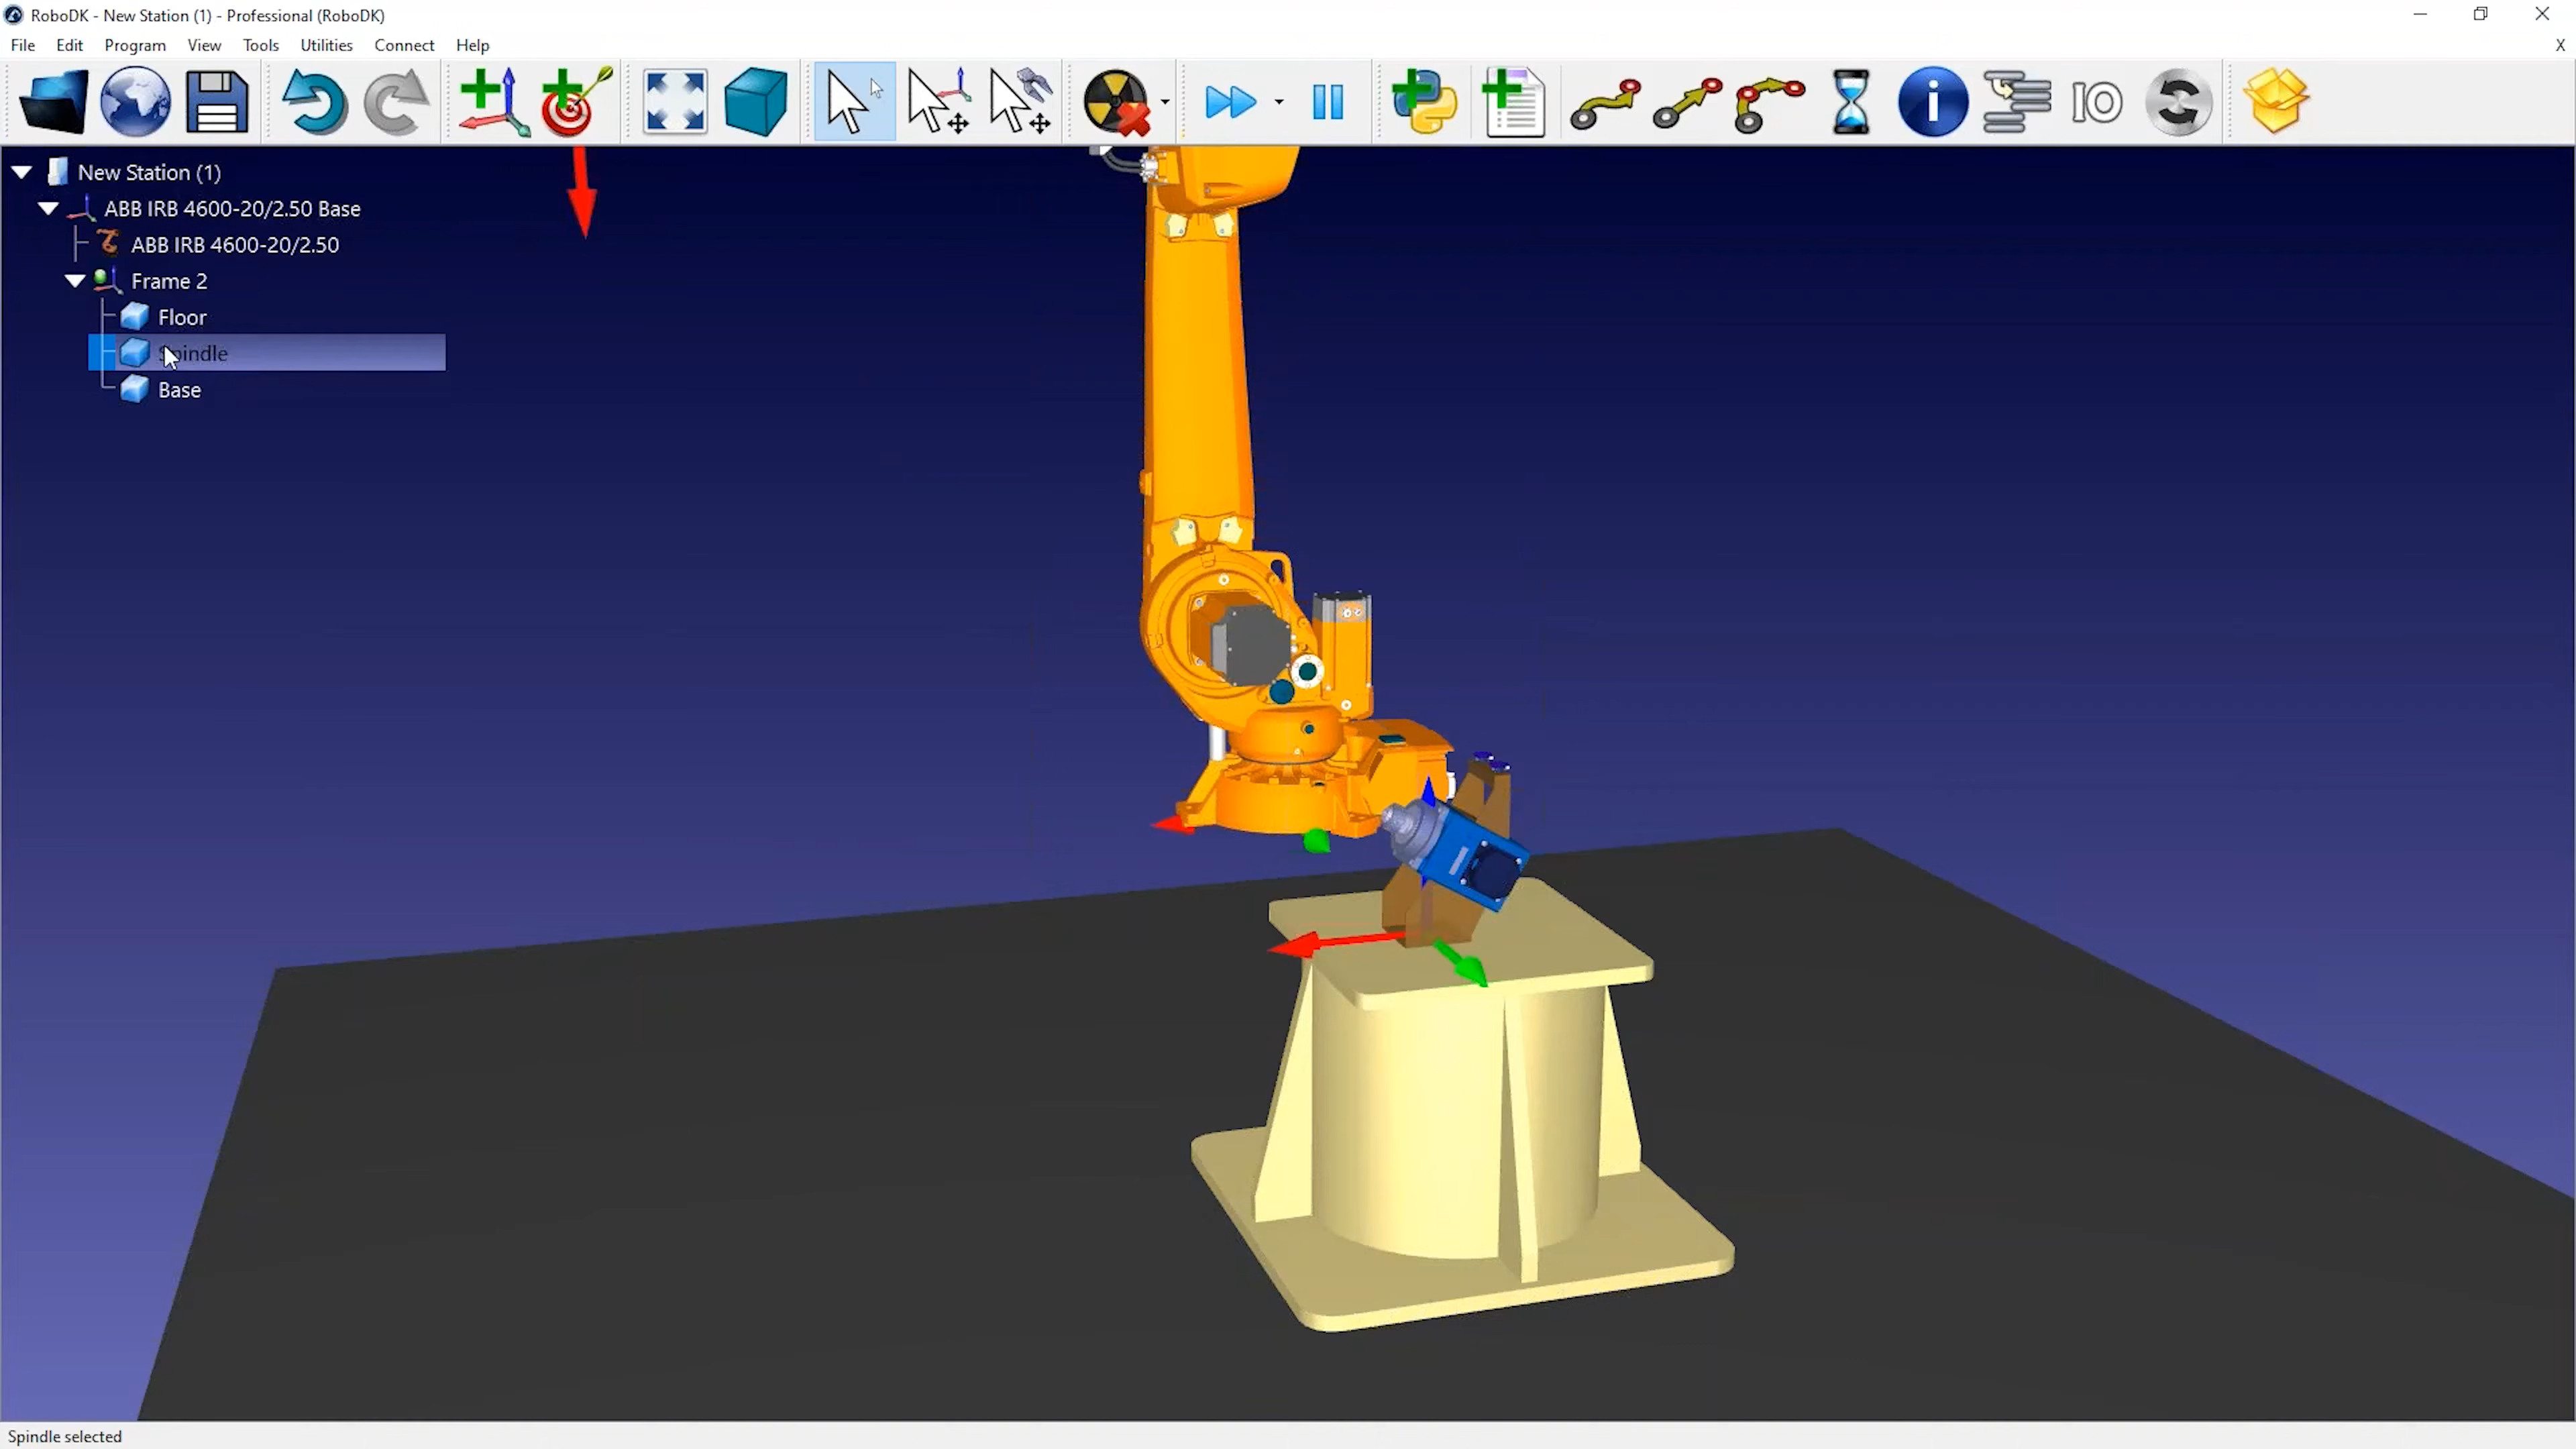 RoboDK - New Station (1) - Professional (RoboDK)
File Edit Program View Tools Utilities Connect Help
X
IO
New Station (1)
ABB IRB 4600-20/2.50 Base
ABB IRB 4600-20/2.50
Frame 2
Floor
Spindle
Base
Spindle selected